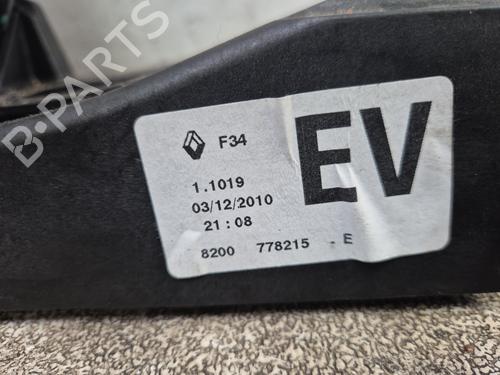 B-PARTS
F34
EV
1.1019
03/12/2010
21:08
8200 778215 - E